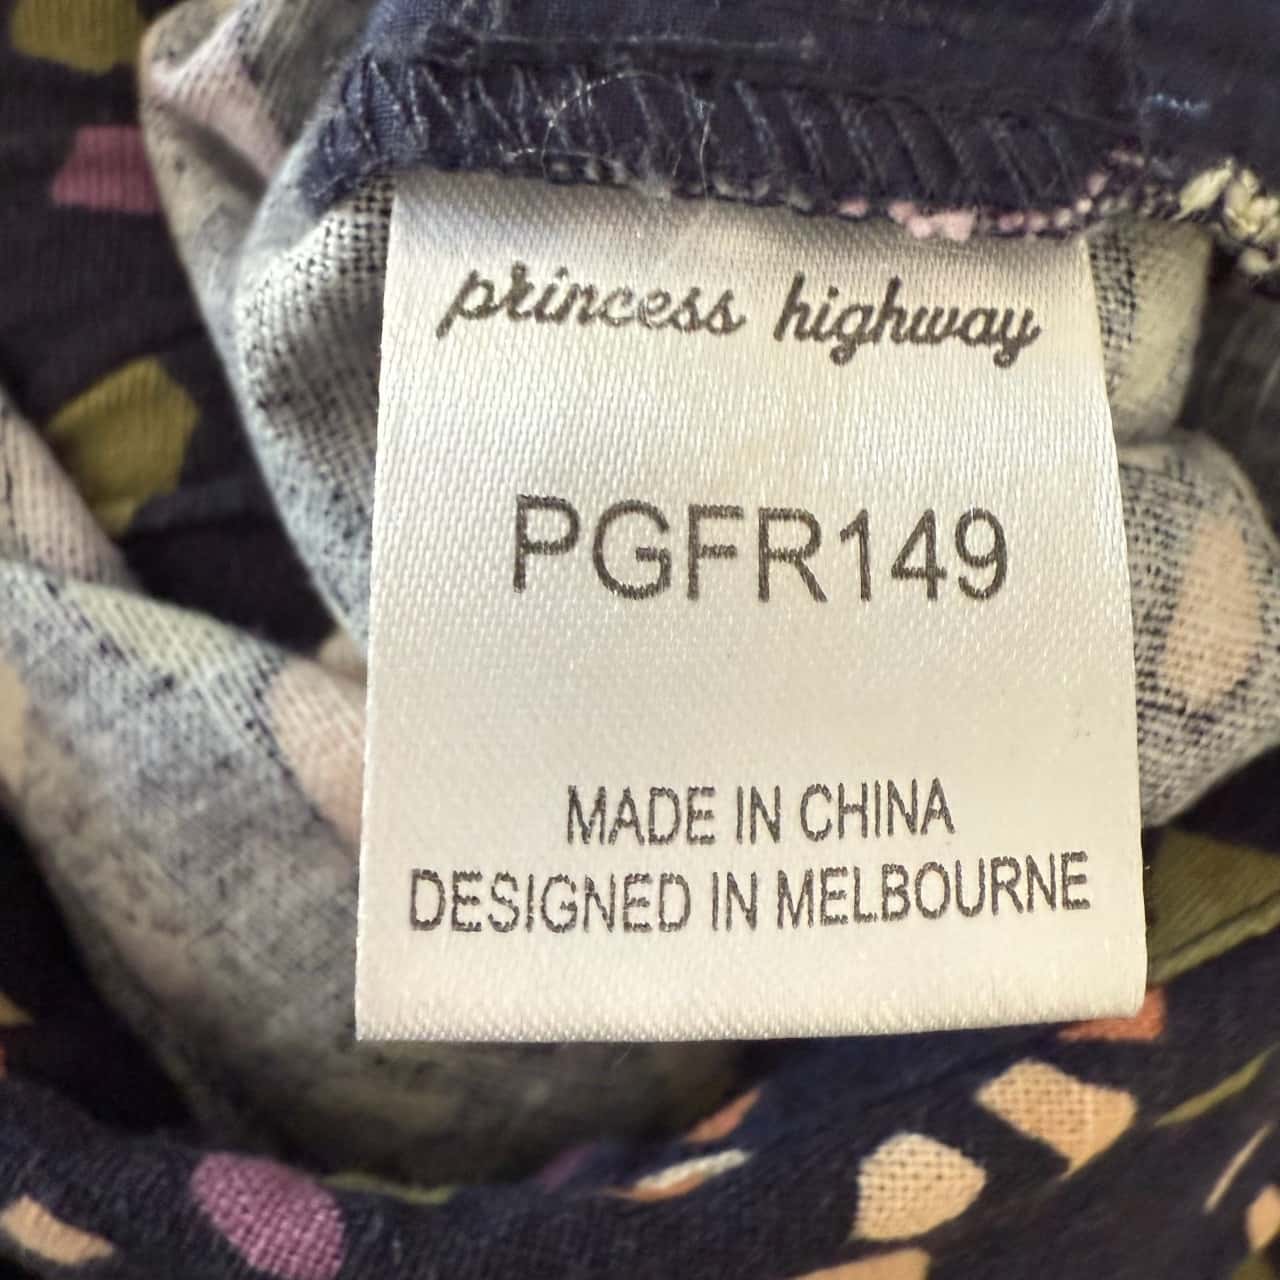 princess highway
PGFR149
MADE IN CHINA
DESIGNED IN MELBOURNE